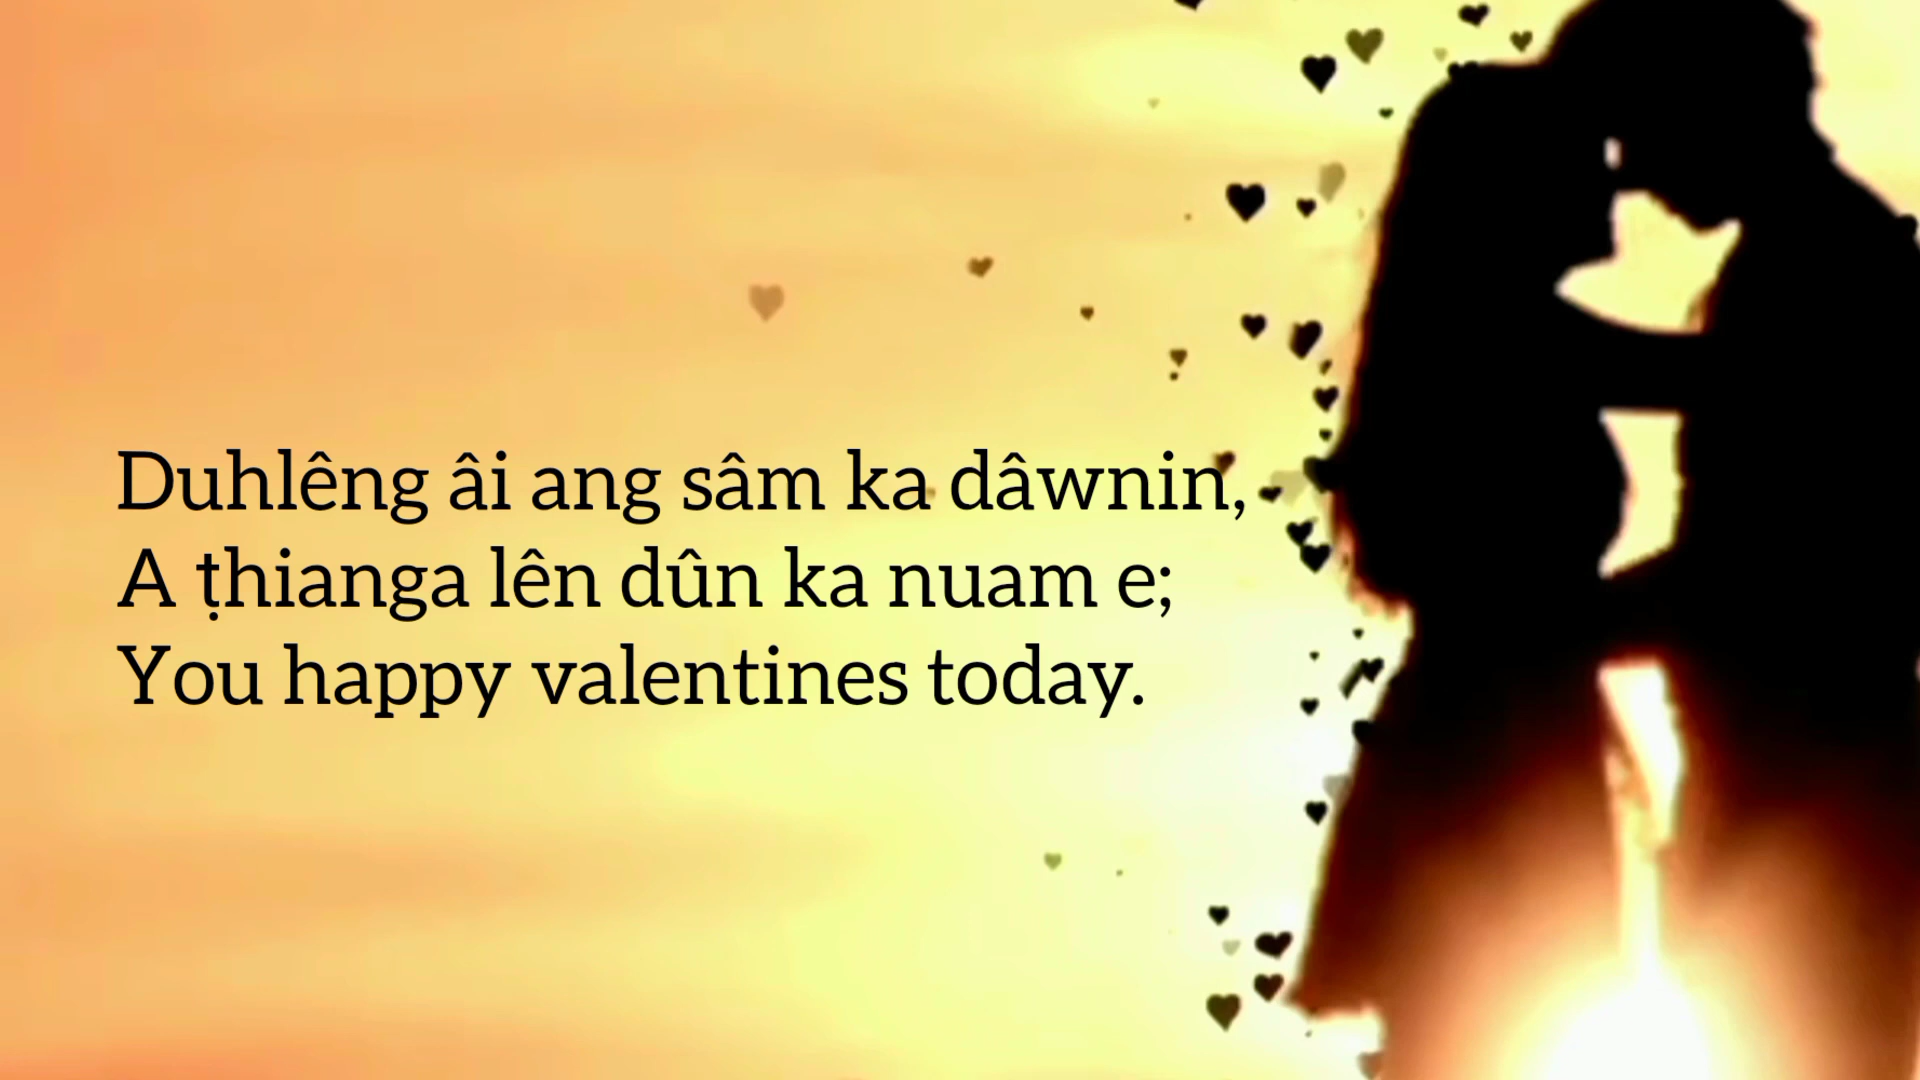 Duhlêng âi ang sâm ka dâwnin,
A ṭhianga lên dûn ka nuam e;
You happy valentines today.